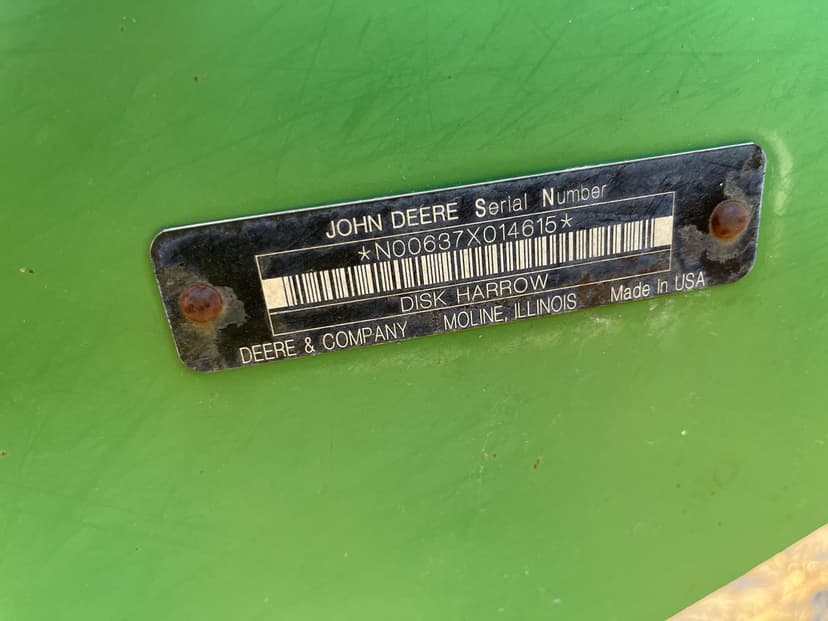 JOHN DEERE Serial Number
*N00637X014615*
DISK HARROW
DEERE & COMPANY MOLINE, ILLINOIS Made In USA